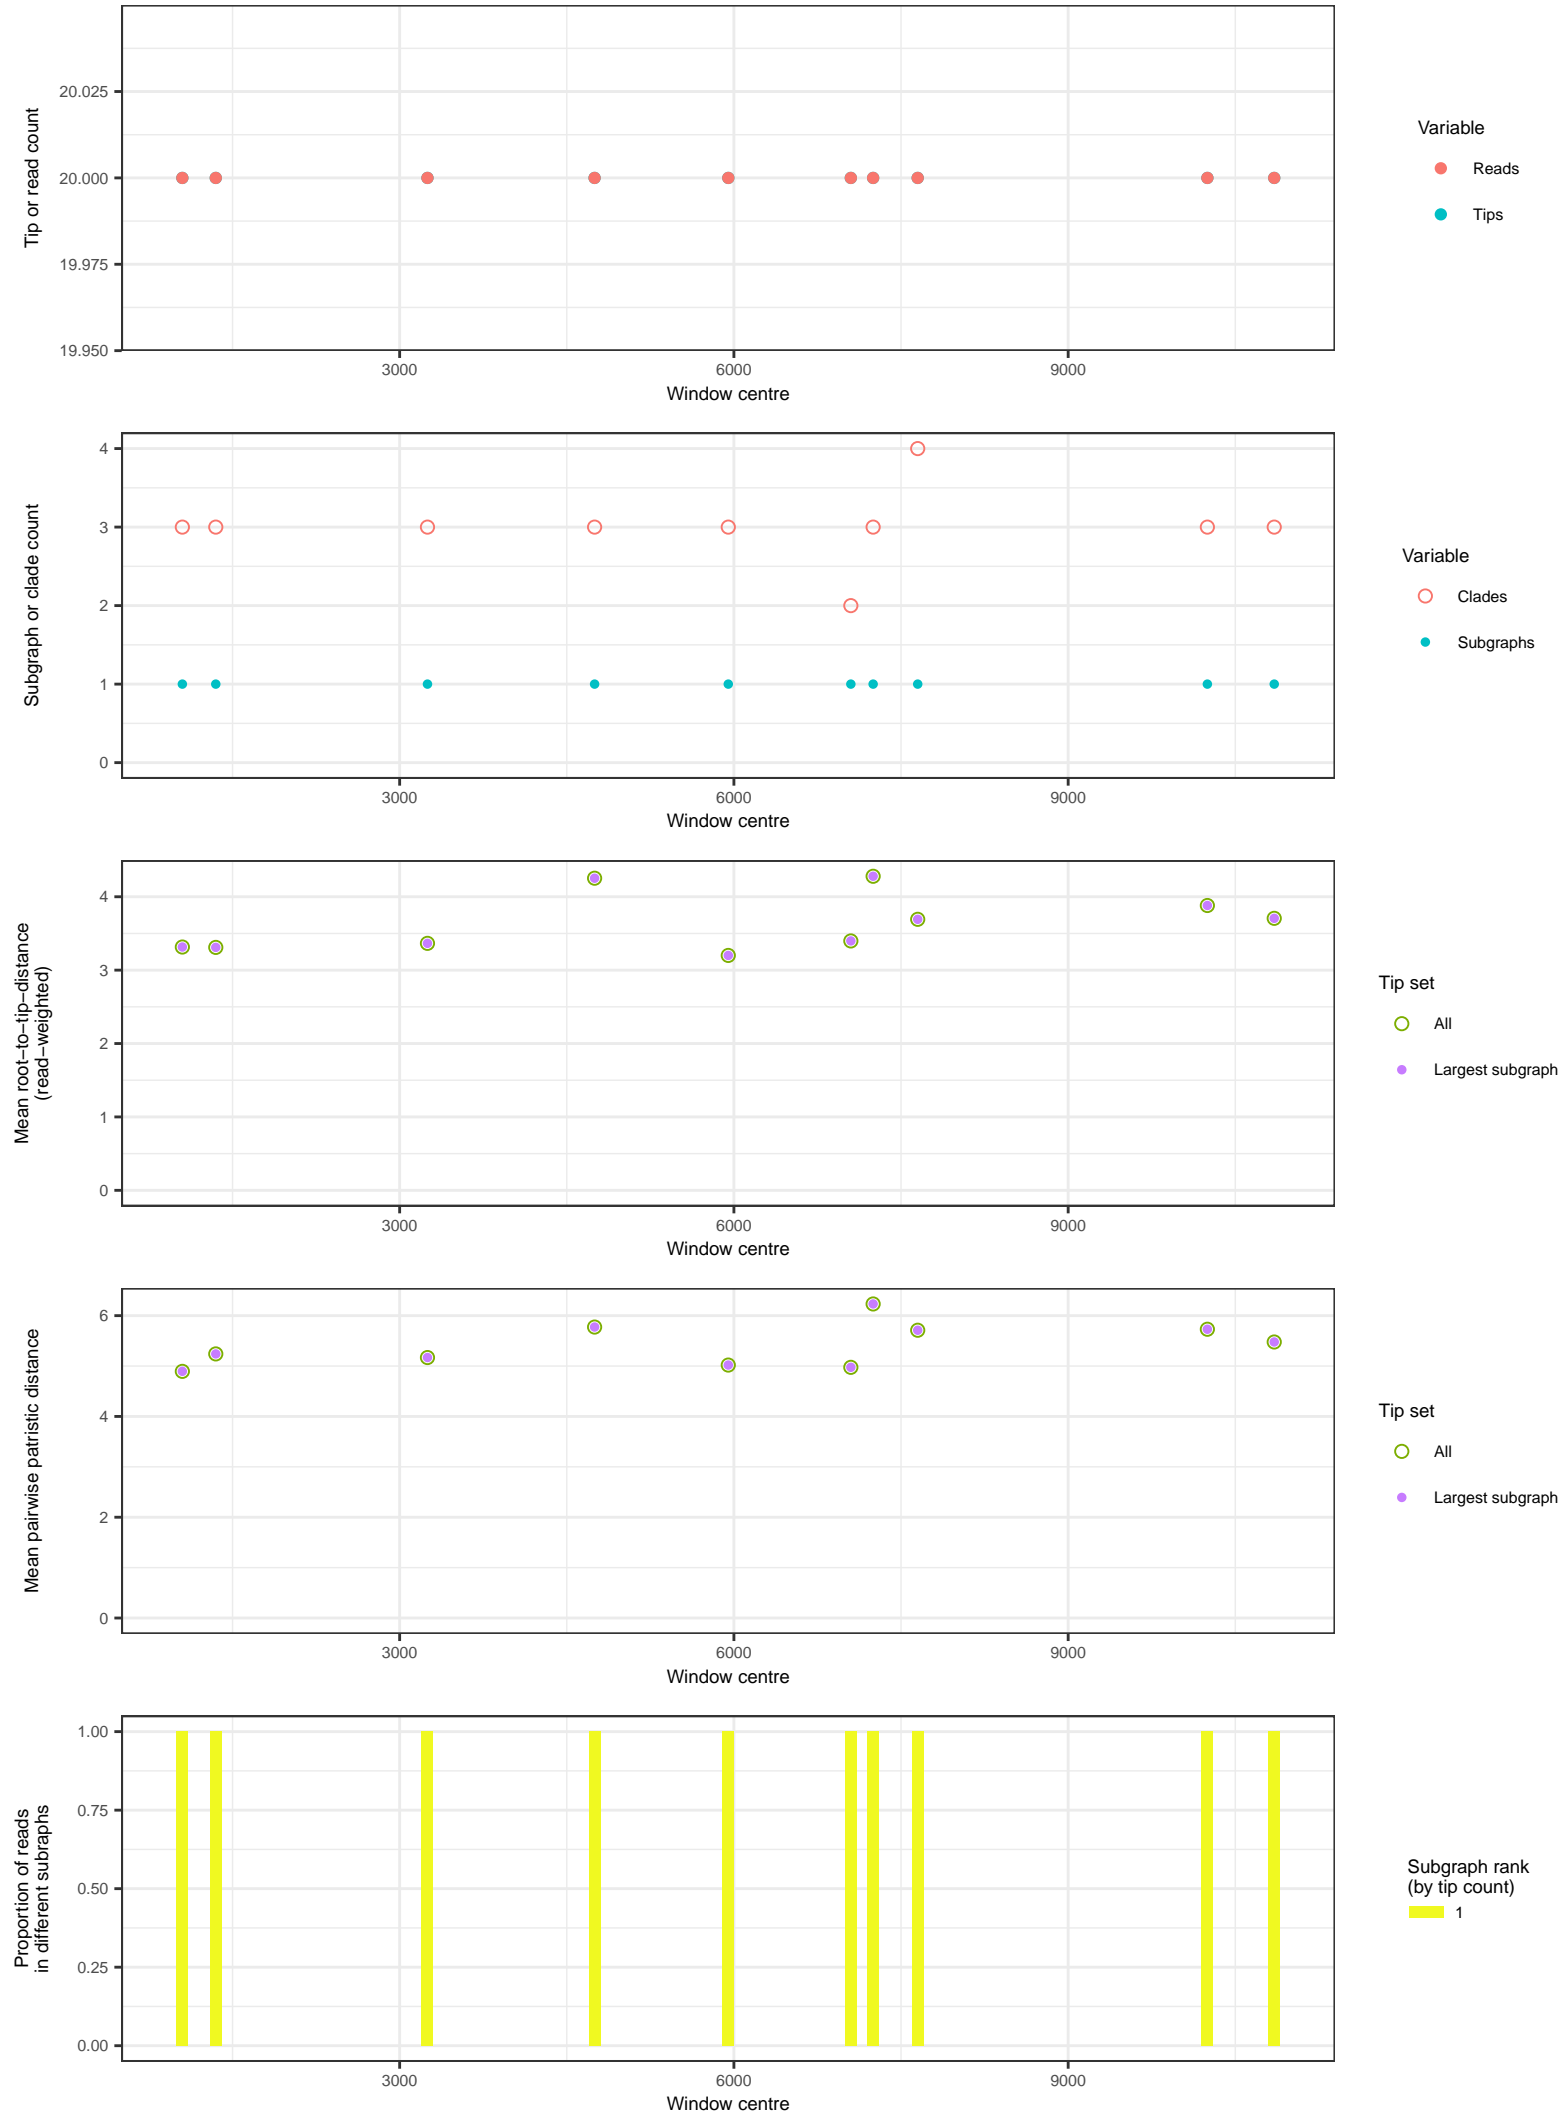 Tip or read count
20.025
20.000
19.975
19.950
3000 6000 9000
Window centre
Variable
Reads
Tips
Subgraph or clade count
4
3
2
1
0
3000 6000 9000
Window centre
Variable
Clades
Subgraphs
Mean root−to−tip−distance
(read−weighted)
4
3
2
1
0
3000 6000 9000
Window centre
Tip set
All
Largest subgraph
Mean pairwise patristic distance
6
4
2
0
3000 6000 9000
Window centre
Tip set
All
Largest subgraph
Proportion of reads
in different subraphs
1.00
0.75
0.50
0.25
0.00
3000 6000 9000
Window centre
Subgraph rank
(by tip count)
1